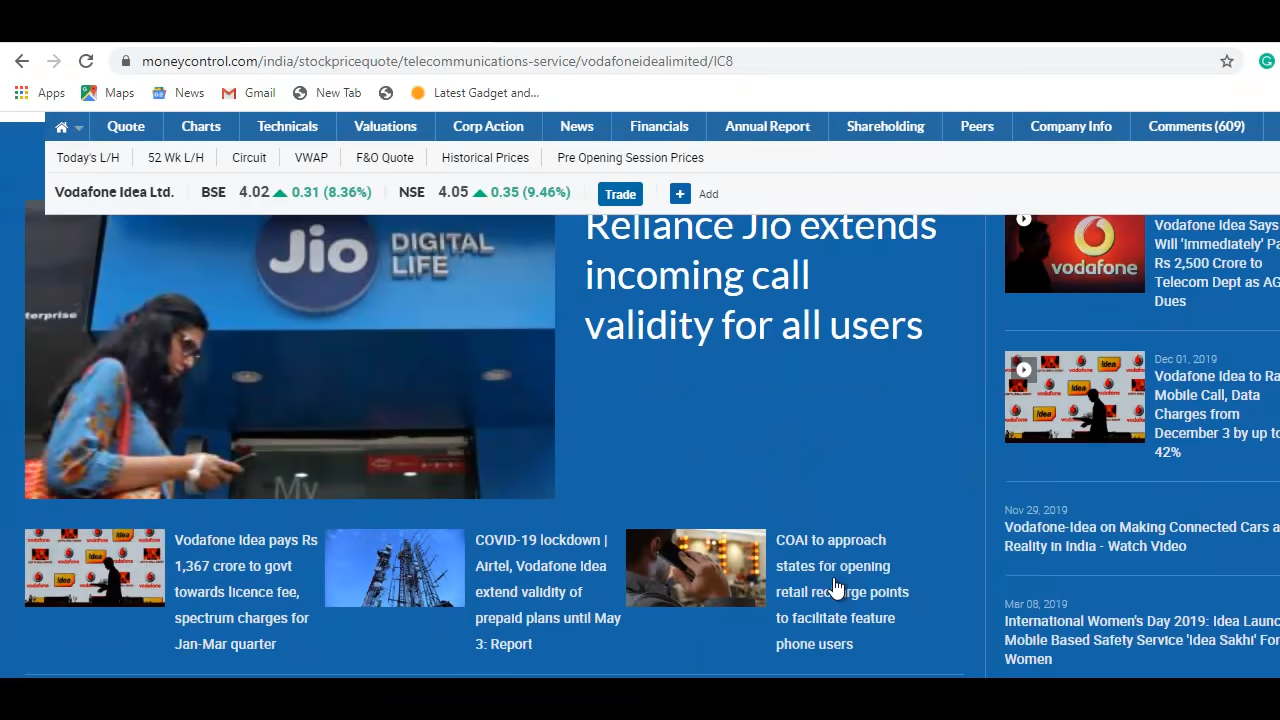 moneycontrol.com/india/stockpricequote/telecommunications-service/vodafoneidealimited/IC8
Apps Maps News Gmail New Tab Latest Gadget and...
Quote Charts Technicals Valuations Corp Action News Financials Annual Report Shareholding Peers Company Info Comments (609)
Today's L/H 52 Wk L/H Circuit VWAP F&O Quote Historical Prices Pre Opening Session Prices
Vodafone Idea Ltd. BSE 4.02 0.31 (8.36%) NSE 4.05 0.35 (9.46%) Trade + Add
Jio DIGITAL
LIFE
terprise
My
Reliance Jio extends
incoming call
validity for all users
vodafone
Vodafone Idea Says
Will 'Immediately' Pa
Rs 2,500 Crore to
Telecom Dept as AG
Dues
Dec 01, 2019
Vodafone Idea to Ra
Mobile Call, Data
Charges from
December 3 by up to
42%
Nov 29, 2019
Vodafone-Idea on Making Connected Cars a
Reality in India - Watch Video
Mar 08, 2019
International Women's Day 2019: Idea Launc
Mobile Based Safety Service 'Idea Sakhi' For
Women
Vodafone Idea pays Rs
1,367 crore to govt
towards licence fee,
spectrum charges for
Jan-Mar quarter
COVID-19 lockdown |
Airtel, Vodafone Idea
extend validity of
prepaid plans until May
3: Report
COAI to approach
states for opening
retail recharge points
to facilitate feature
phone users